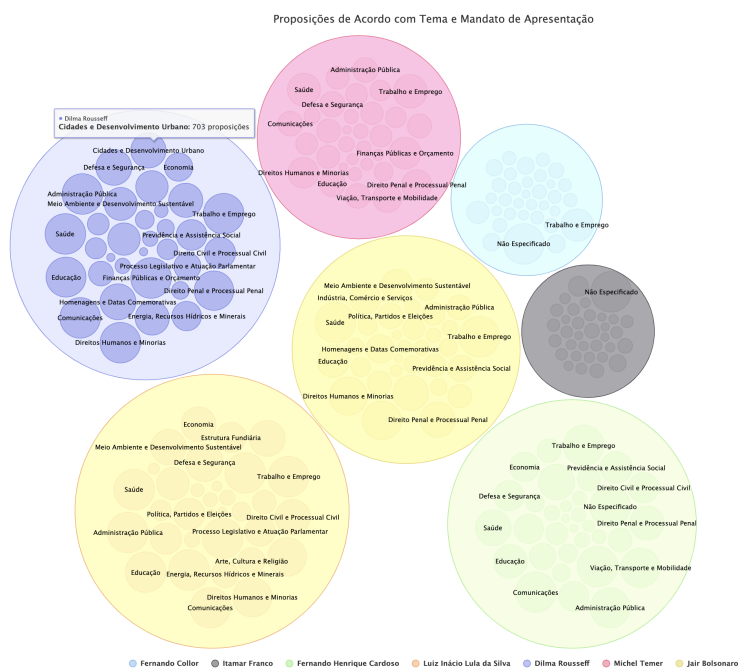 Proposições de Acordo com Tema e Mandato de Apresentação
Administração Pública
Saúde
Trabalho e Emprego
Defesa e Segurança
Comunicações
Finanças Públicas e Orçamento
Direitos Humanos e Minorias
Educação
Direito Penal e Processual Penal
Viação, Transporte e Mobilidade
Dilma Rousseff
Cidades e Desenvolvimento Urbano: 703 proposições
Cidades e Desenvolvimento Urbano
Defesa e Segurança
Economia
Administração Pública
Meio Ambiente e Desenvolvimento Sustentável
Trabalho e Emprego
Saúde
Previdência e Assistência Social
Direito Civil e Processual Civil
Processo Legislativo e Atuação Parlamentar
Educação
Finanças Públicas e Orçamento
Direito Penal e Processual Penal
Homenagens e Datas Comemorativas
Comunicações
Energia, Recursos Hídricos e Minerais
Direitos Humanos e Minorias
Trabalho e Emprego
Não Especificado
Não Especificado
Meio Ambiente e Desenvolvimento Sustentável
Indústria, Comércio e Serviços
Administração Pública
Política, Partidos e Eleições
Saúde
Trabalho e Emprego
Homenagens e Datas Comemorativas
Educação
Previdência e Assistência Social
Direitos Humanos e Minorias
Direito Penal e Processual Penal
Economia
Estrutura Fundiária
Meio Ambiente e Desenvolvimento Sustentável
Defesa e Segurança
Trabalho e Emprego
Saúde
Política, Partidos e Eleições
Direito Civil e Processual Civil
Administração Pública
Processo Legislativo e Atuação Parlamentar
Arte, Cultura e Religião
Educação
Energia, Recursos Hídricos e Minerais
Direitos Humanos e Minorias
Comunicações
Trabalho e Emprego
Economia
Previdência e Assistência Social
Direito Civil e Processual Civil
Defesa e Segurança
Não Especificado
Saúde
Direito Penal e Processual Penal
Educação
Viação, Transporte e Mobilidade
Comunicações
Administração Pública
Fernando Collor
Itamar Franco
Fernando Henrique Cardoso
Luiz Inácio Lula da Silva
Dilma Rousseff
Michel Temer
Jair Bolsonaro